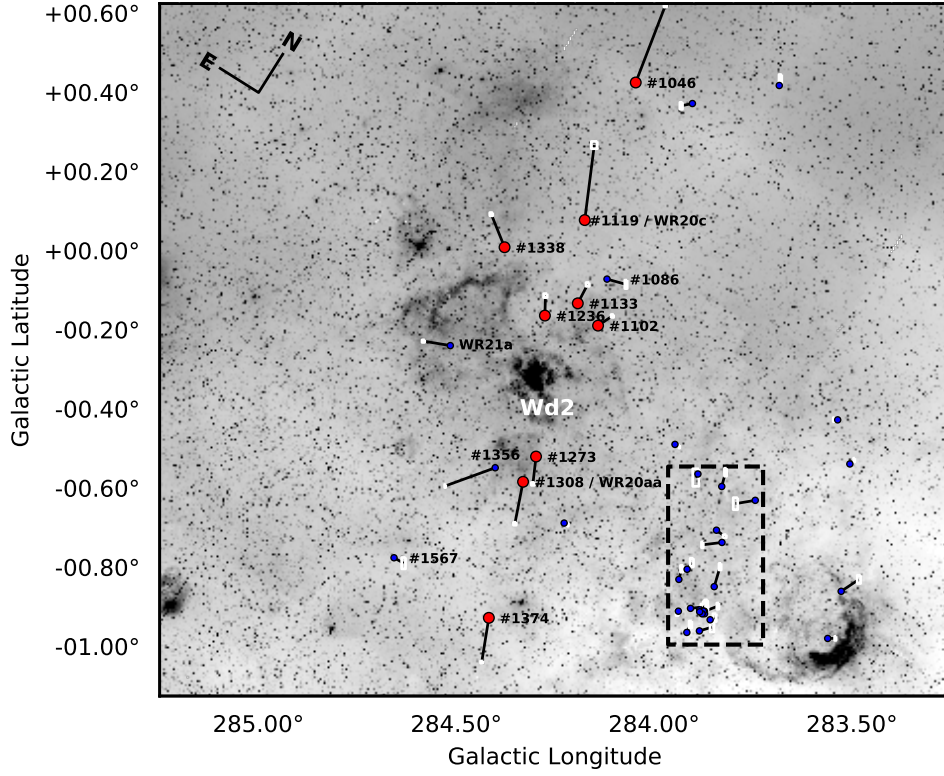 +00.60°
+00.40°
+00.20°
+00.00°
-00.20°
-00.40°
-00.60°
-00.80°
-01.00°
Galactic Latitude
E
N
#1046
#1119 / WR20c
#1338
#1086
#1133
#1236
#1102
WR21a
Wd2
#1356
#1273
#1308 / WR20aa
#1567
#1374
285.00°
284.50°
284.00°
283.50°
Galactic Longitude